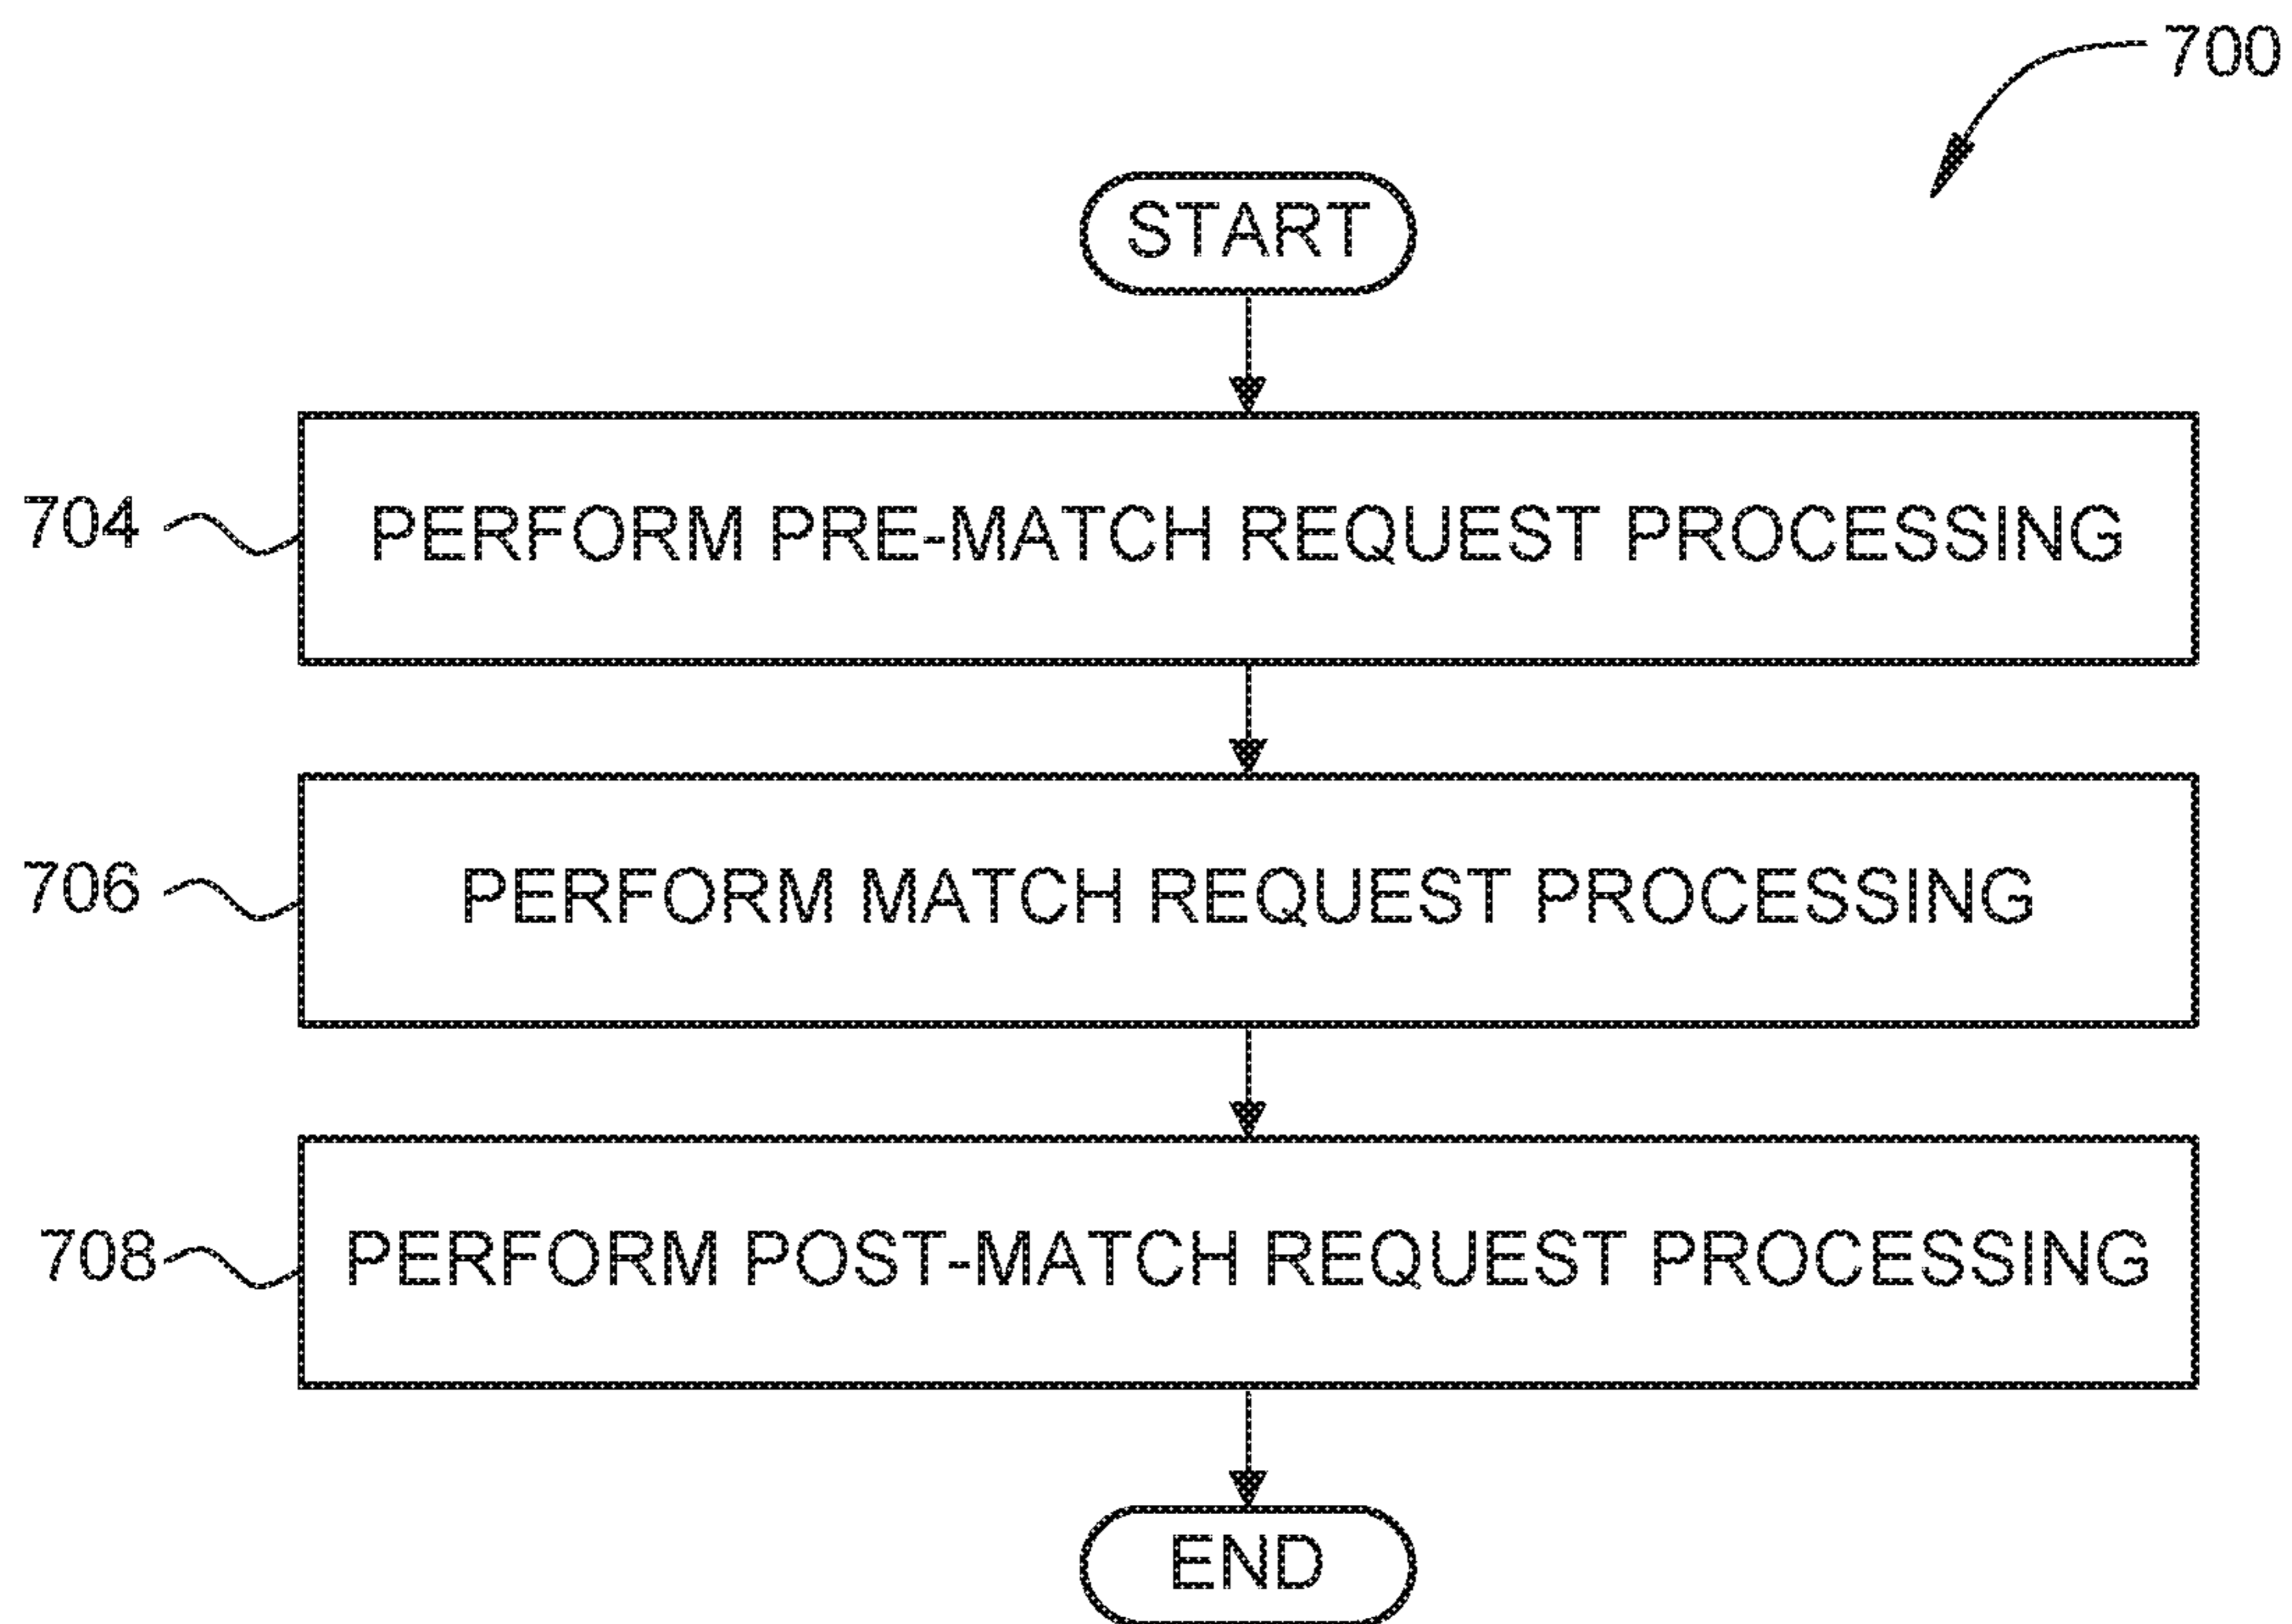 700
START
704
PERFORM PRE-MATCH REQUEST PROCESSING
706
PERFORM MATCH REQUEST PROCESSING
708
PERFORM POST-MATCH REQUEST PROCESSING
END